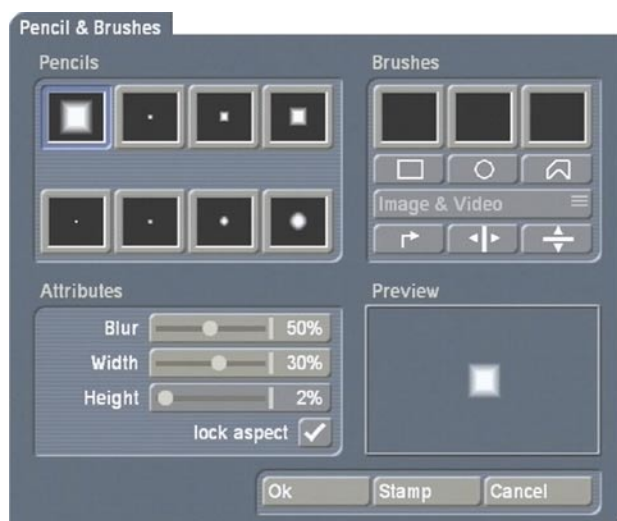 Pencil & Brushes
Pencils
Brushes
Image & Video
Attributes
Blur 50%
Width 30%
Height 2%
lock aspect
Preview
Ok Stamp Cancel